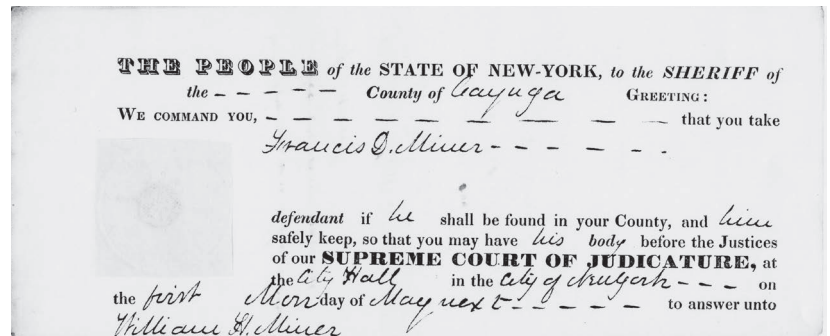 THE PEOPLE of the STATE OF NEW-YORK, to the SHERIFF of
the - - - - - County of Cayuga GREETING:
WE COMMAND YOU, - - - - - - - - - that you take
Francis D. Miner - - - - - -
defendant if he shall be found in your County, and him
safely keep, so that you may have his body before the Justices
of our SUPREME COURT OF JUDICATURE, at
the City Hall in the City of New York - - - on
the first Monday of May next - - - - - to answer unto
William H. Miner